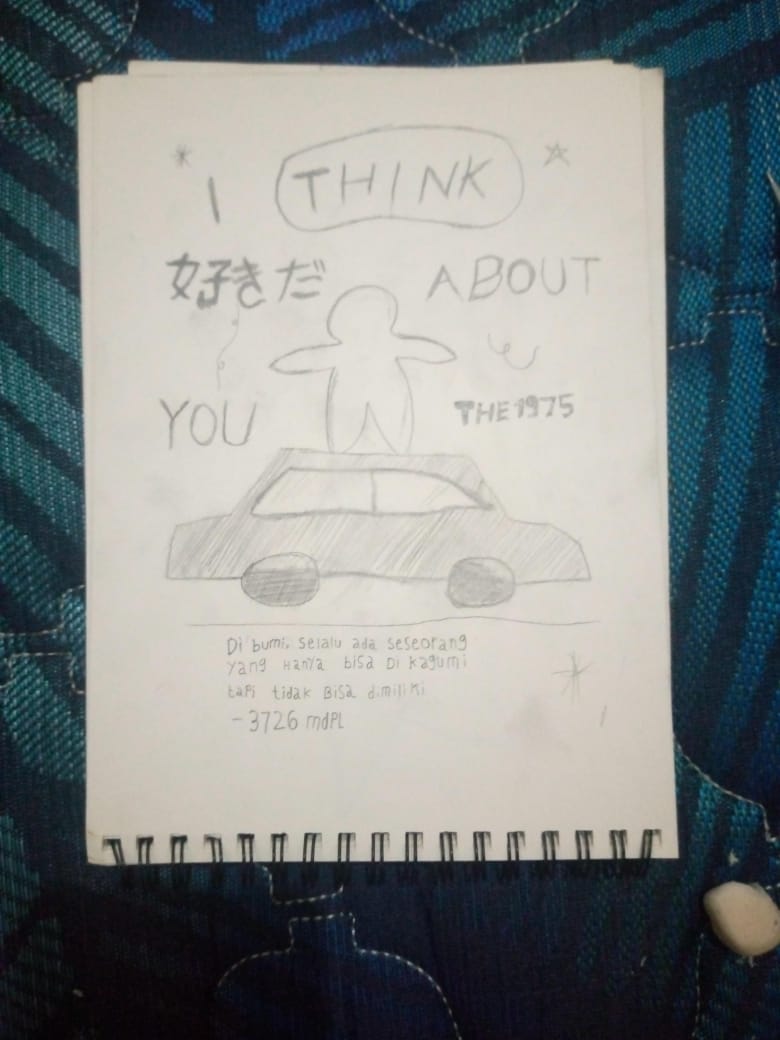 I THINK
好きだ ABOUT
YOU THE 1975
Di bumi, selalu ada seseorang
yang Hanya bisa Di kagumi
tapi tidak Bisa dimiliki
-3726 mdPL